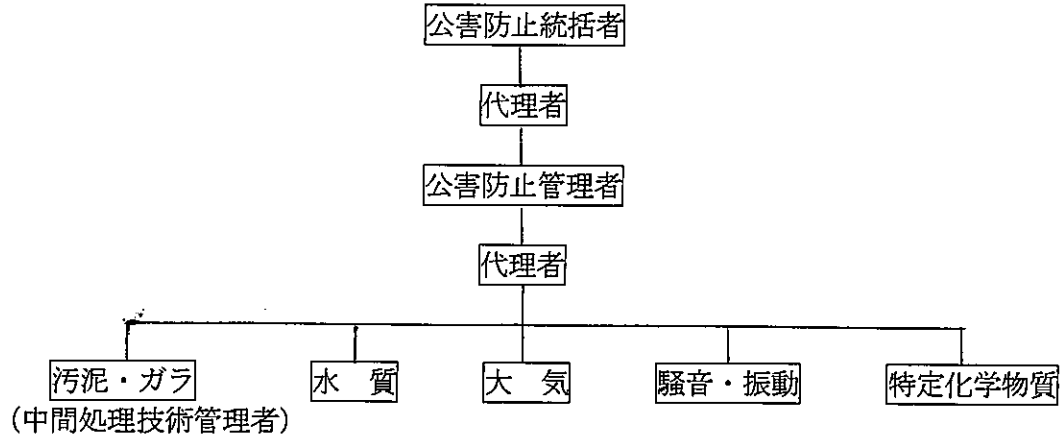 公害防止統括者
代理者
公害防止管理者
代理者
汚泥・ガラ
水 質
大 気
騒音・振動
特定化学物質
(中間処理技術管理者)